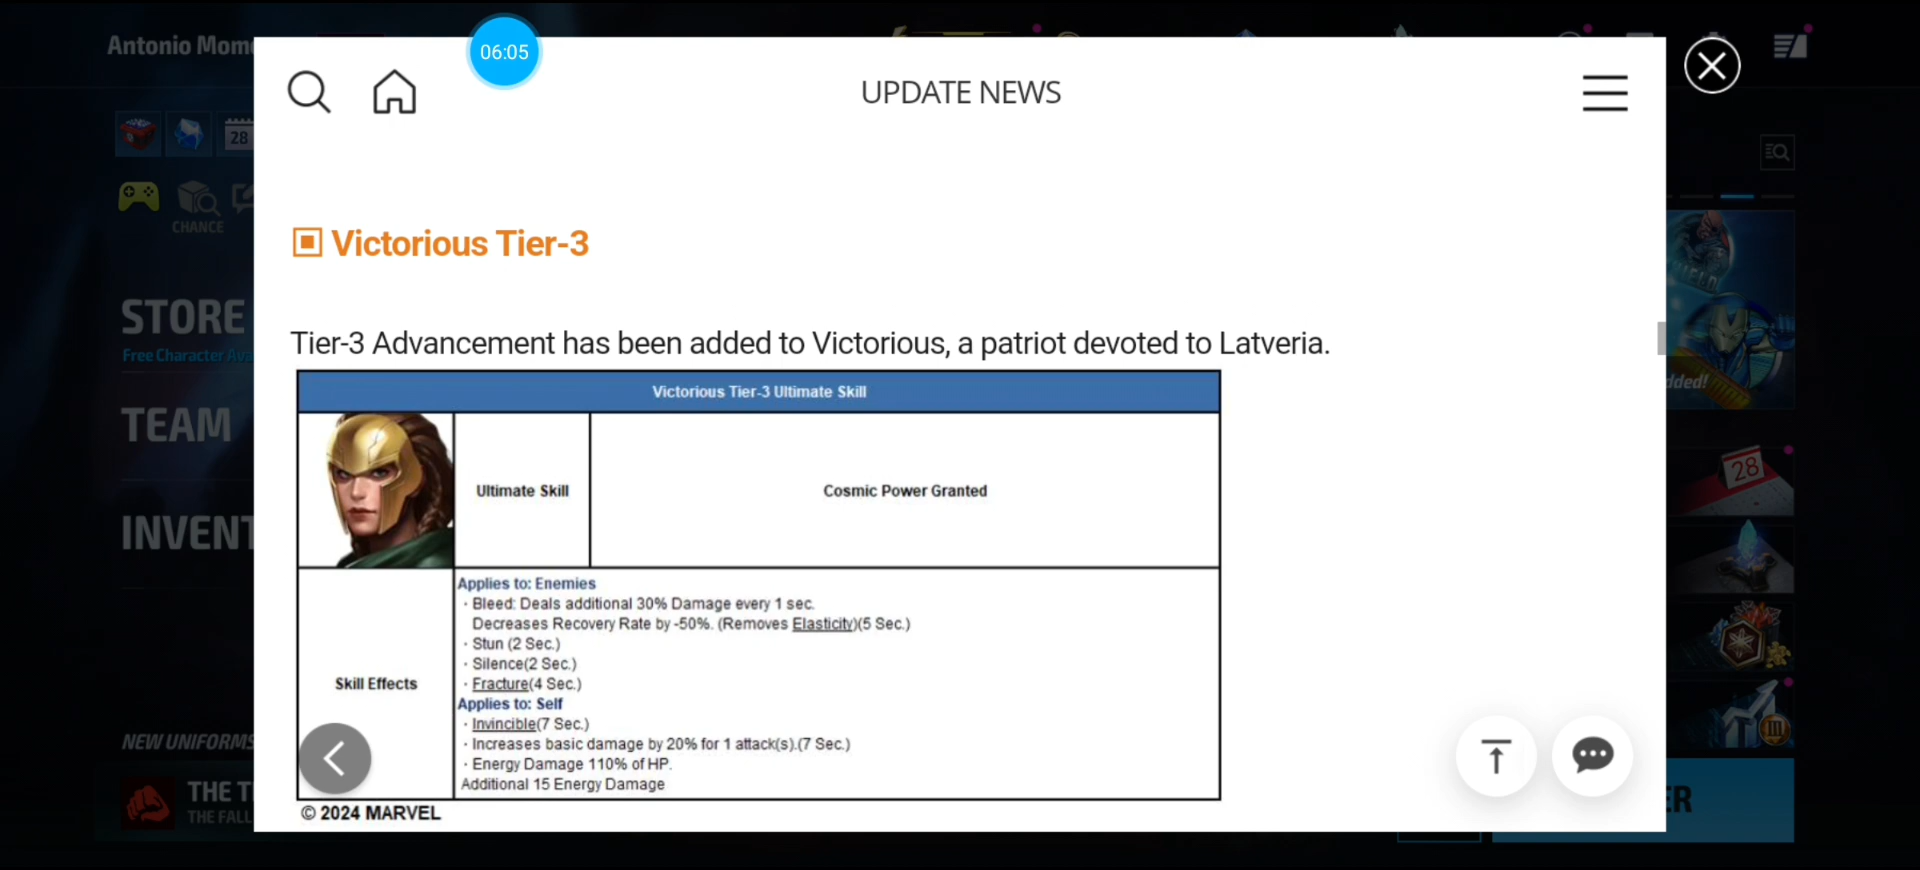 Antonio Mom
06:05
UPDATE NEWS
28
CHANCE
Victorious Tier-3
STORE
Free Character Ava
Tier-3 Advancement has been added to Victorious, a patriot devoted to Latveria.
dded!
Victorious Tier-3 Ultimate Skill
TEAM
28
Ultimate Skill
Cosmic Power Granted
INVENT
Applies to: Enemies
· Bleed: Deals additional 30% Damage every 1 sec.
Decreases Recovery Rate by -50%. (Removes Elasticity)(5 Sec.)
· Stun (2 Sec.)
· Silence(2 Sec.)
Skill Effects
· Fracture(4 Sec.)
Applies to: Self
· Invincible(7 Sec.)
NEW UNIFORMS
· Increases basic damage by 20% for 1 attack(s).(7 Sec.)
· Energy Damage 110% of HP.
Additional 15 Energy Damage
THE T
THE FALL
ER
© 2024 MARVEL